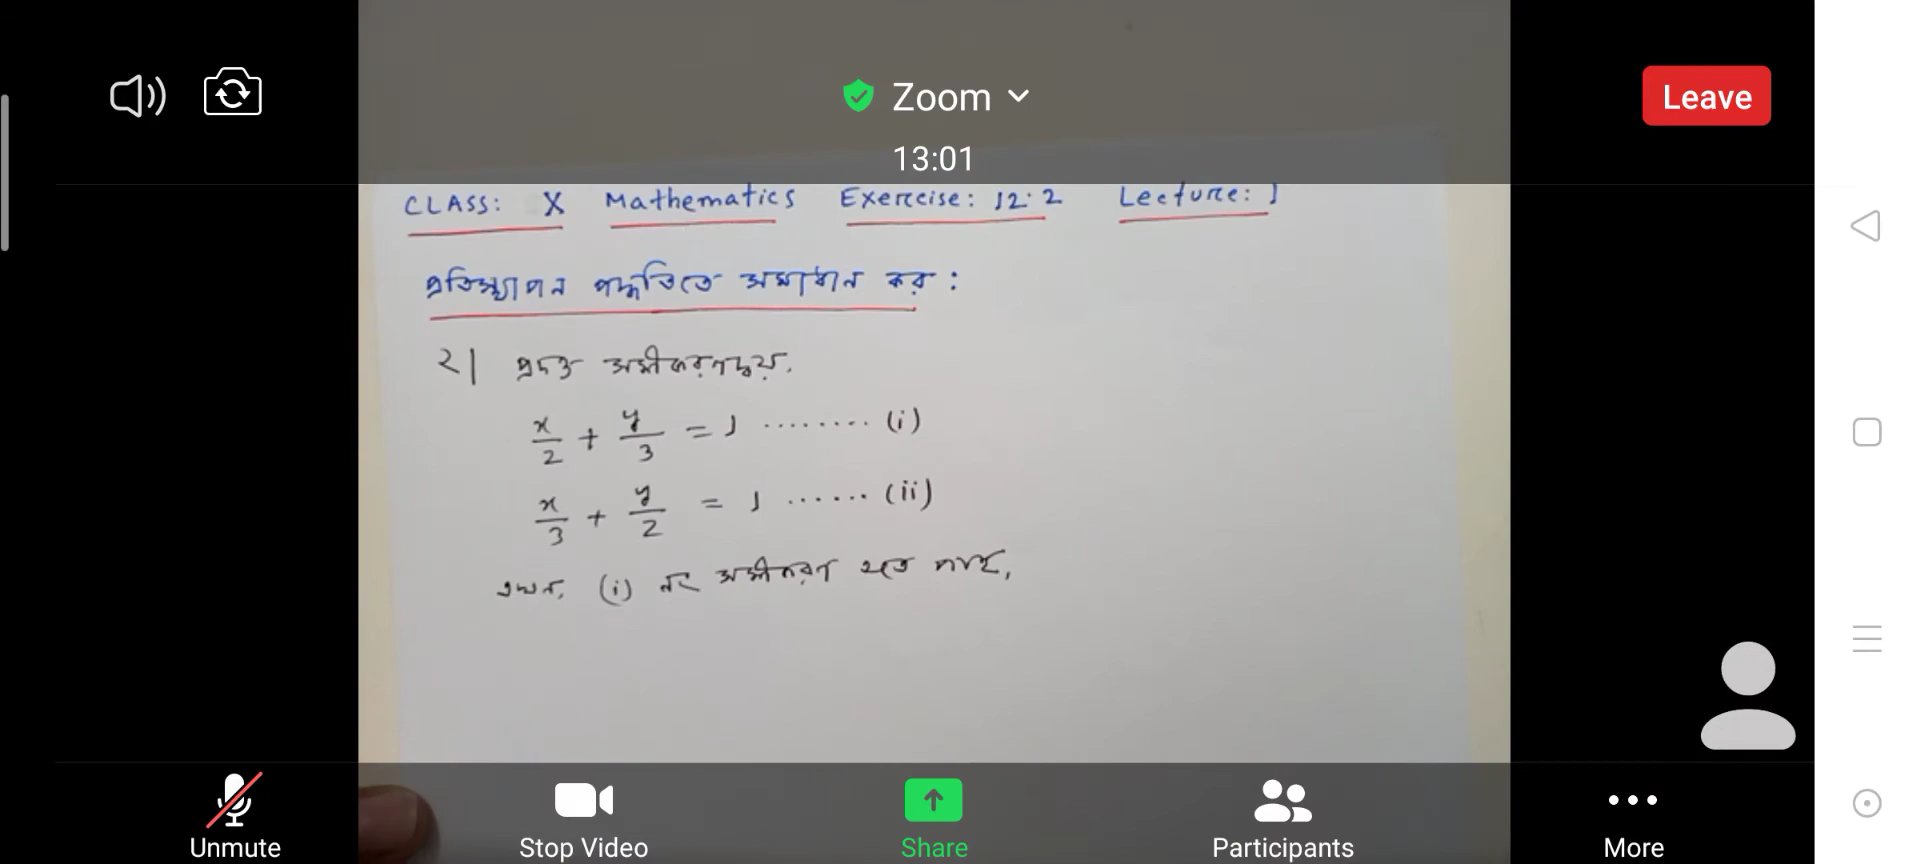 Zoom
Leave
13:01
CLASS: X Mathematics Exercise: 12.2 Lecture: 1
প্রতিস্থাপন পদ্ধতিতে সমাধান কর:
২| প্রদত্ত সমীকরণদ্বয়,
x/2 + y/3 = 1 ........ (i)
x/3 + y/2 = 1 ...... (ii)
এখন, (i) নং সমীকরণ হতে পাই,
Unmute Stop Video Share Participants More